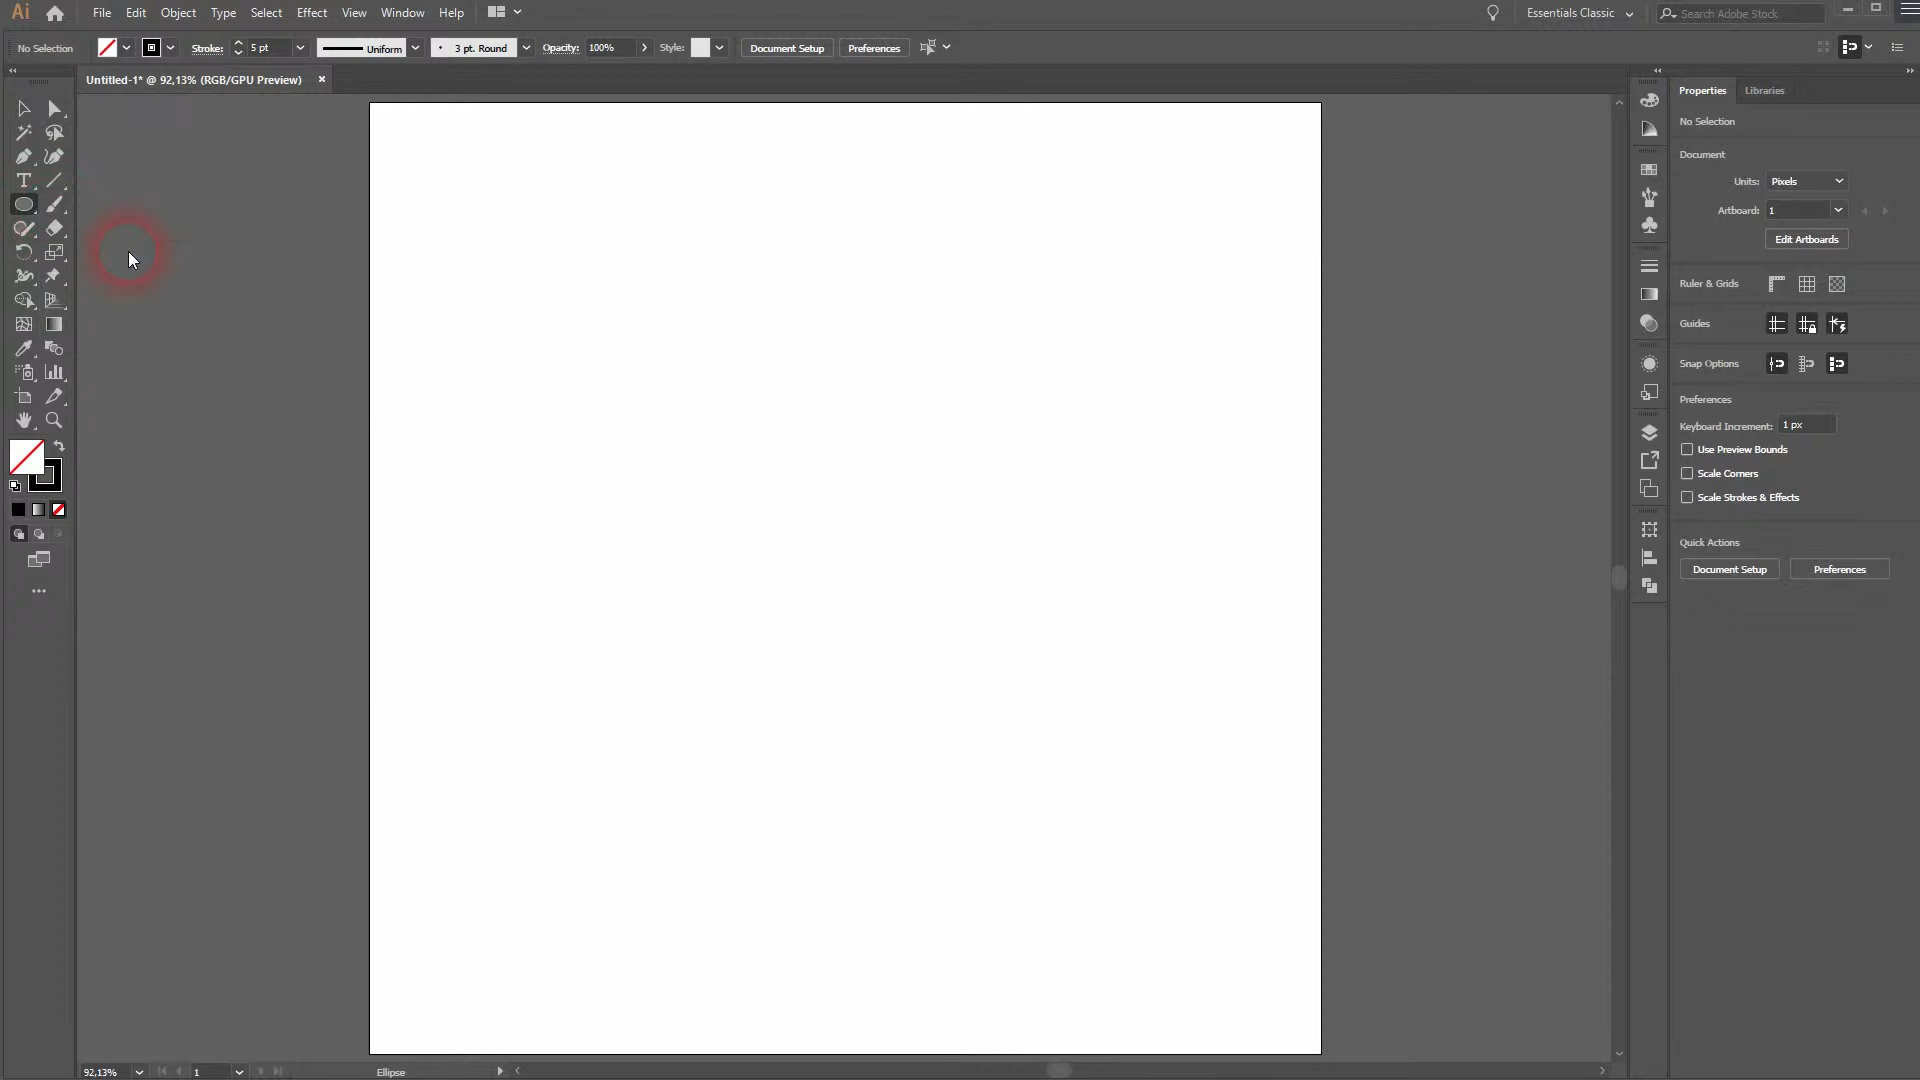 Ai File Edit Object Type Select Effect View Window Help Essentials Classic Search Adobe Stock
No Selection Stroke: 5 pt Uniform 3 pt. Round Opacity: 100% Style: Document Setup Preferences
Untitled-1* @ 92,13% (RGB/GPU Preview) ×
Properties Libraries
No Selection
Document
Units: Pixels
Artboard: 1
Edit Artboards
Ruler & Grids
Guides
Snap Options
Preferences
Keyboard Increment: 1 px
Use Preview Bounds
Scale Corners
Scale Strokes & Effects
Quick Actions
Document Setup Preferences
92,13% 1 Ellipse